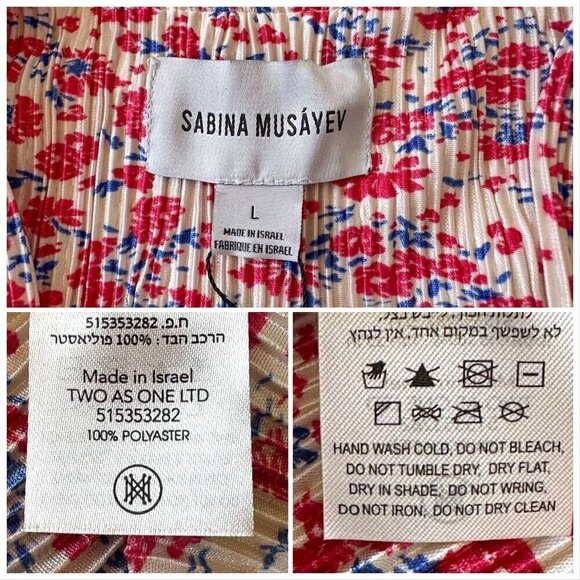 SABINA MUSÁYEV
L
MADE IN ISRAEL
FABRIQUE EN ISRAEL
ח.פ. 515353282
הרכב הבד: 100% פוליאסטר
Made in Israel
TWO AS ONE LTD
515353282
100% POLYASTER
לא לשפשף במקום אחד, אין לגהץ
HAND WASH COLD, DO NOT BLEACH,
DO NOT TUMBLE DRY, DRY FLAT,
DRY IN SHADE, DO NOT WRING,
DO NOT IRON, DO NOT DRY CLEAN